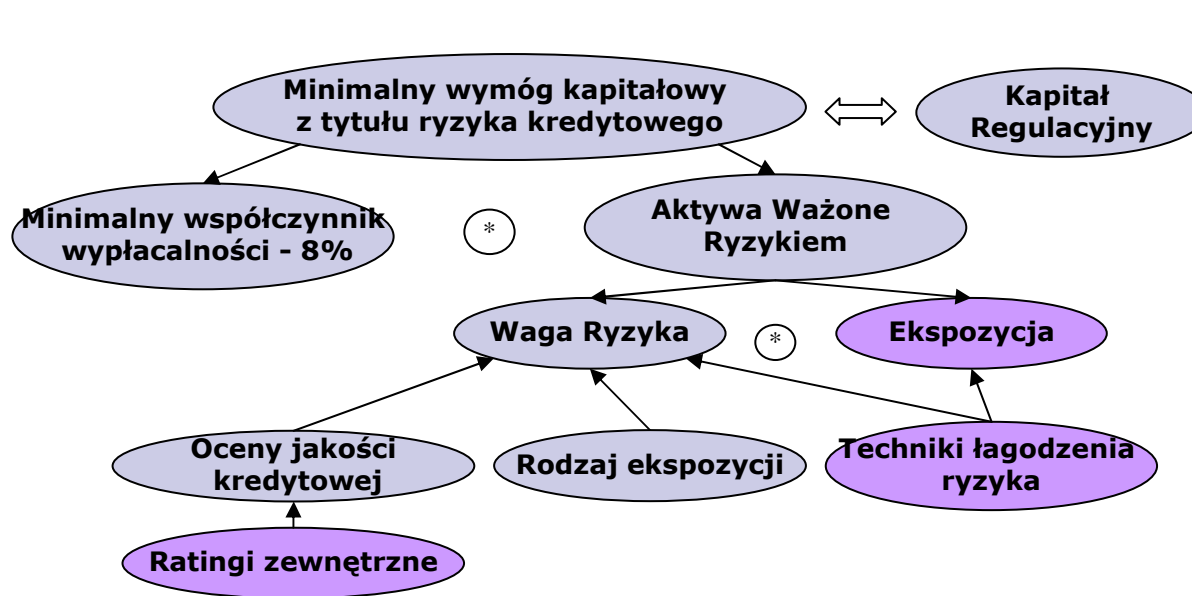 Minimalny wymóg kapitałowy
z tytułu ryzyka kredytowego
Kapitał
Regulacyjny
Minimalny współczynnik
wypłacalności - 8%
*
Aktywa Ważone
Ryzykiem
Waga Ryzyka
*
Ekspozycja
Oceny jakości
kredytowej
Rodzaj ekspozycji
Techniki łagodzenia
ryzyka
Ratingi zewnętrzne